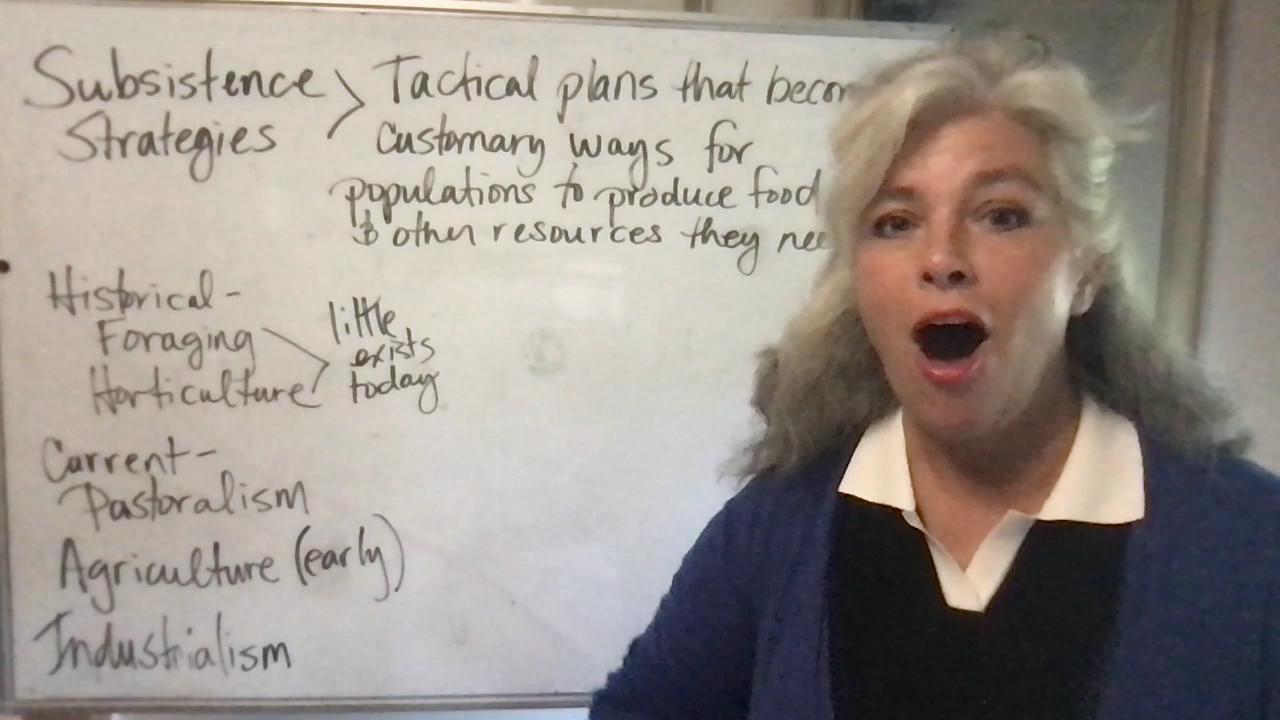 Subsistence
Strategies
Tactical plans that becom
Customary ways for
populations to produce food
& other resources they nee
Historical -
Foraging
Horticulture
little
exists
today
Current -
Pastoralism
Agriculture (early)
Industrialism